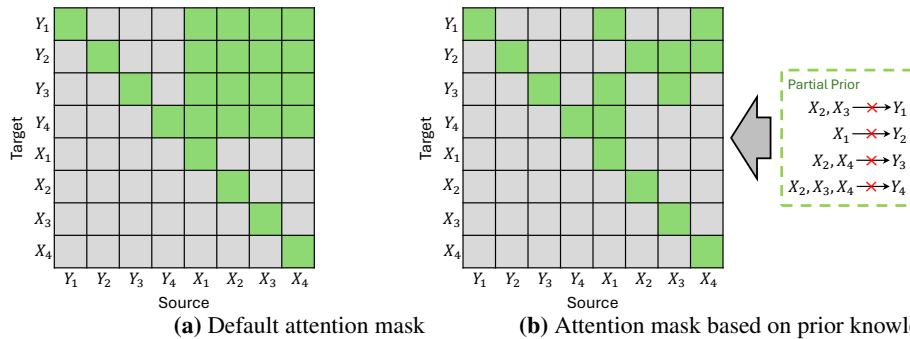 Target
Y1
Y2
Y3
Y4
X1
X2
X3
X4
Y1 Y2 Y3 Y4 X1 X2 X3 X4
Source
(a) Default attention mask
Target
Y1
Y2
Y3
Y4
X1
X2
X3
X4
Y1 Y2 Y3 Y4 X1 X2 X3 X4
Source
(b) Attention mask based on prior knowle
Partial Prior
X2, X3 → Y1
X1 → Y2
X2, X4 → Y3
X2, X3, X4 → Y4